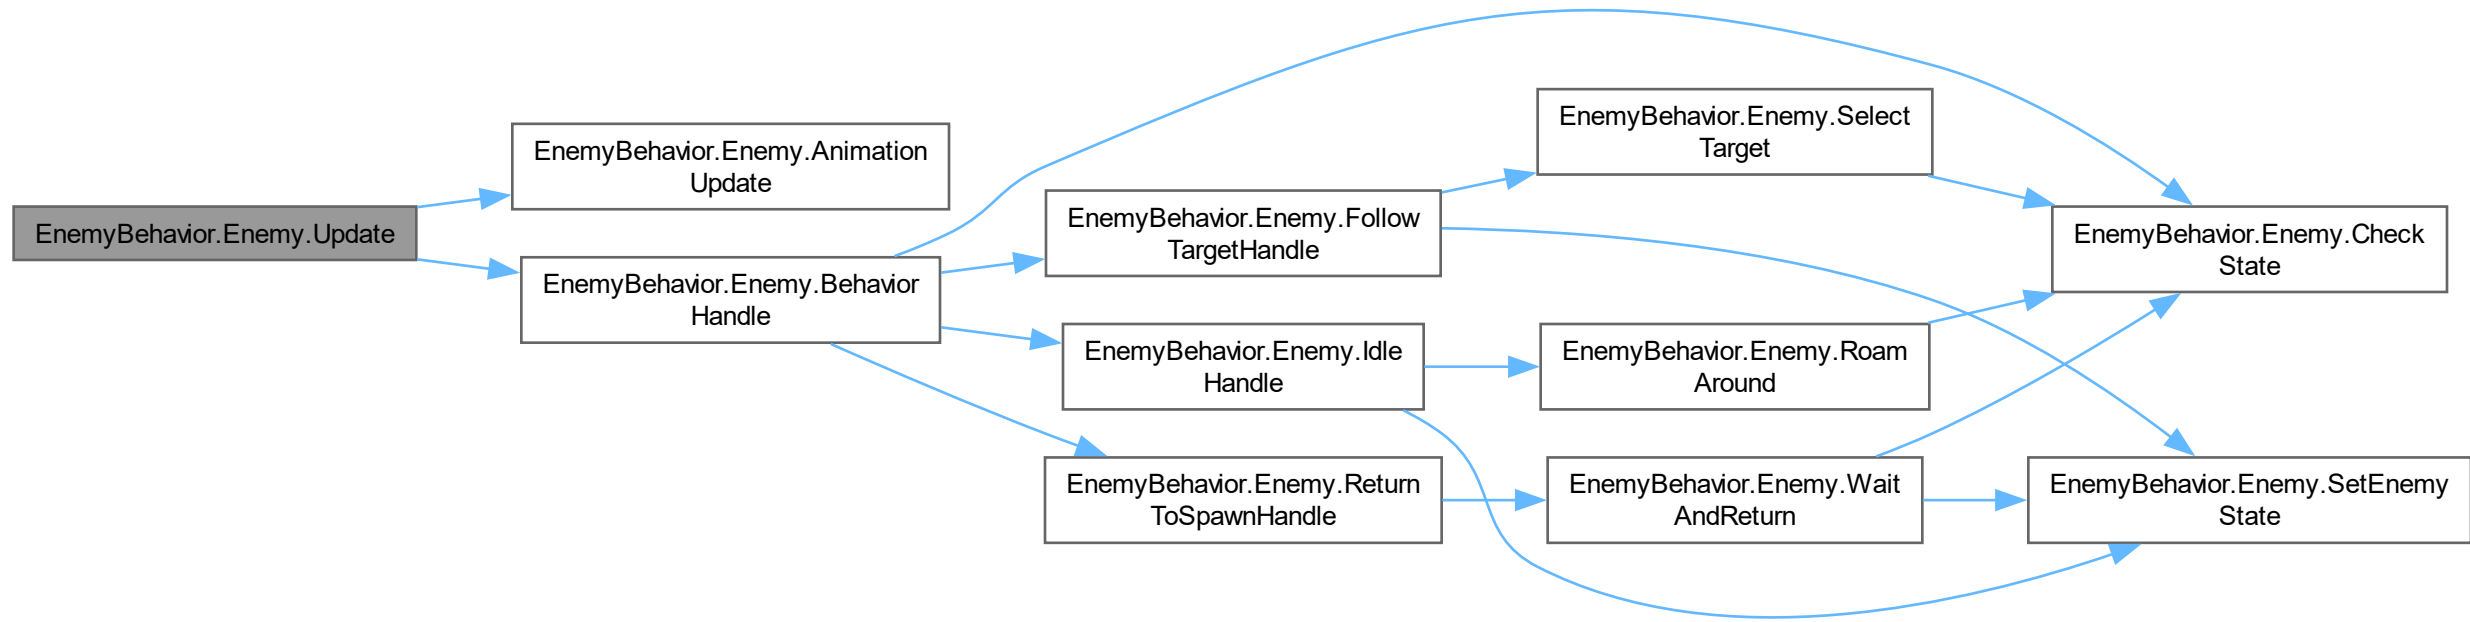 EnemyBehavior.Enemy.Update
EnemyBehavior.Enemy.Animation
Update
EnemyBehavior.Enemy.Behavior
Handle
EnemyBehavior.Enemy.Follow
TargetHandle
EnemyBehavior.Enemy.Idle
Handle
EnemyBehavior.Enemy.Return
ToSpawnHandle
EnemyBehavior.Enemy.Select
Target
EnemyBehavior.Enemy.Roam
Around
EnemyBehavior.Enemy.Wait
AndReturn
EnemyBehavior.Enemy.Check
State
EnemyBehavior.Enemy.SetEnemy
State